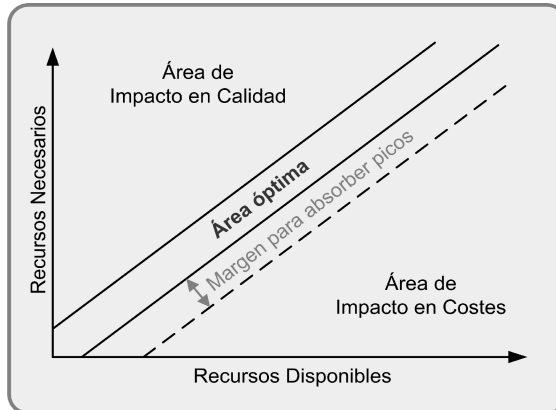 Área de
Impacto en Calidad
Recursos Necesarios
Área óptima
Margen para absorber picos
Área de
Impacto en Costes
Recursos Disponibles